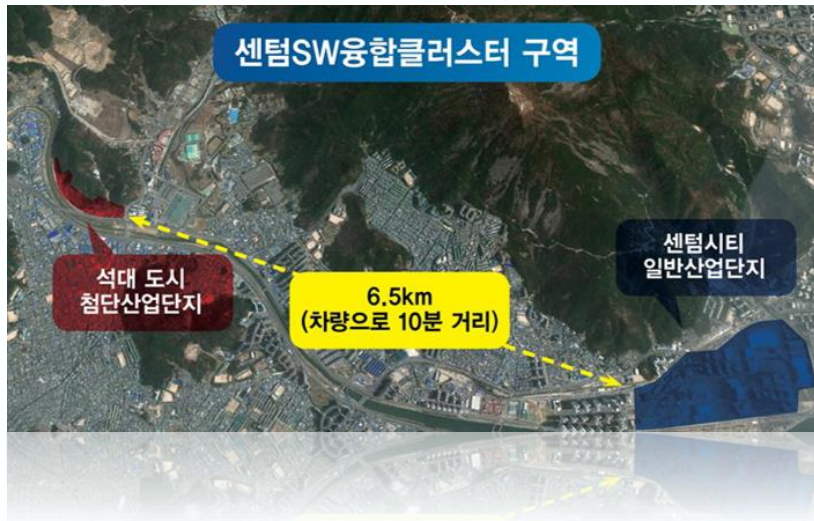 센텀SW융합클러스터 구역
석대 도시
첨단산업단지
6.5km
(차량으로 10분 거리)
센텀시티
일반산업단지